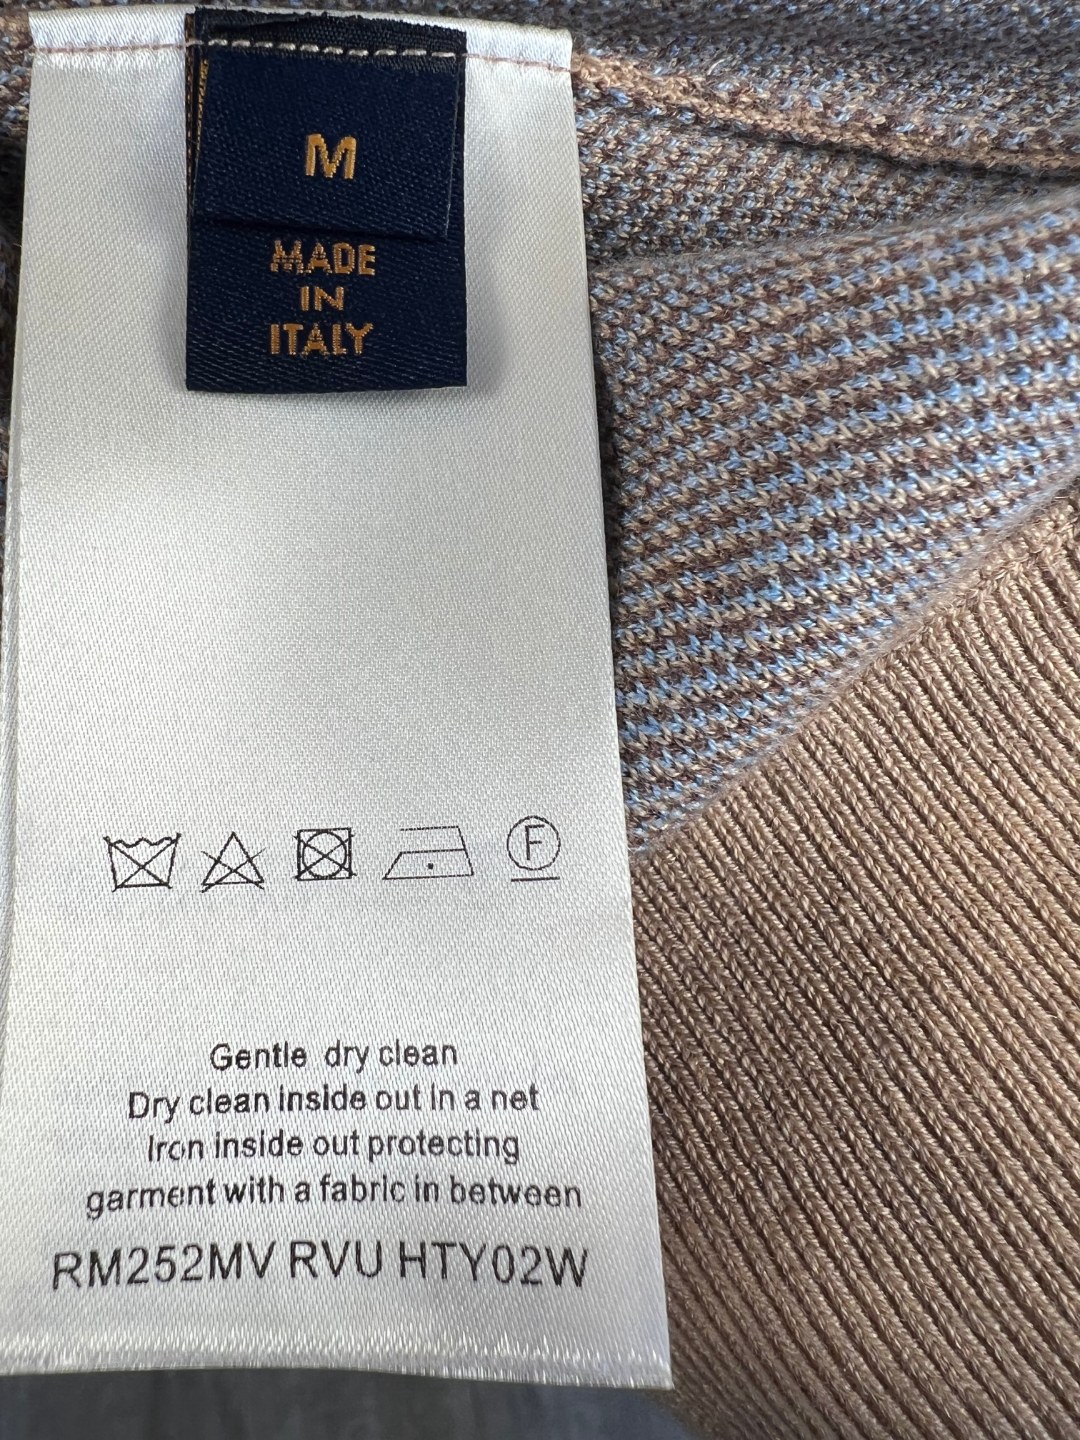 M
MADE
IN
ITALY
F
Gentle dry clean
Dry clean inside out in a net
Iron inside out protecting
garment with a fabric in between
RM252MV RVU HTY02W